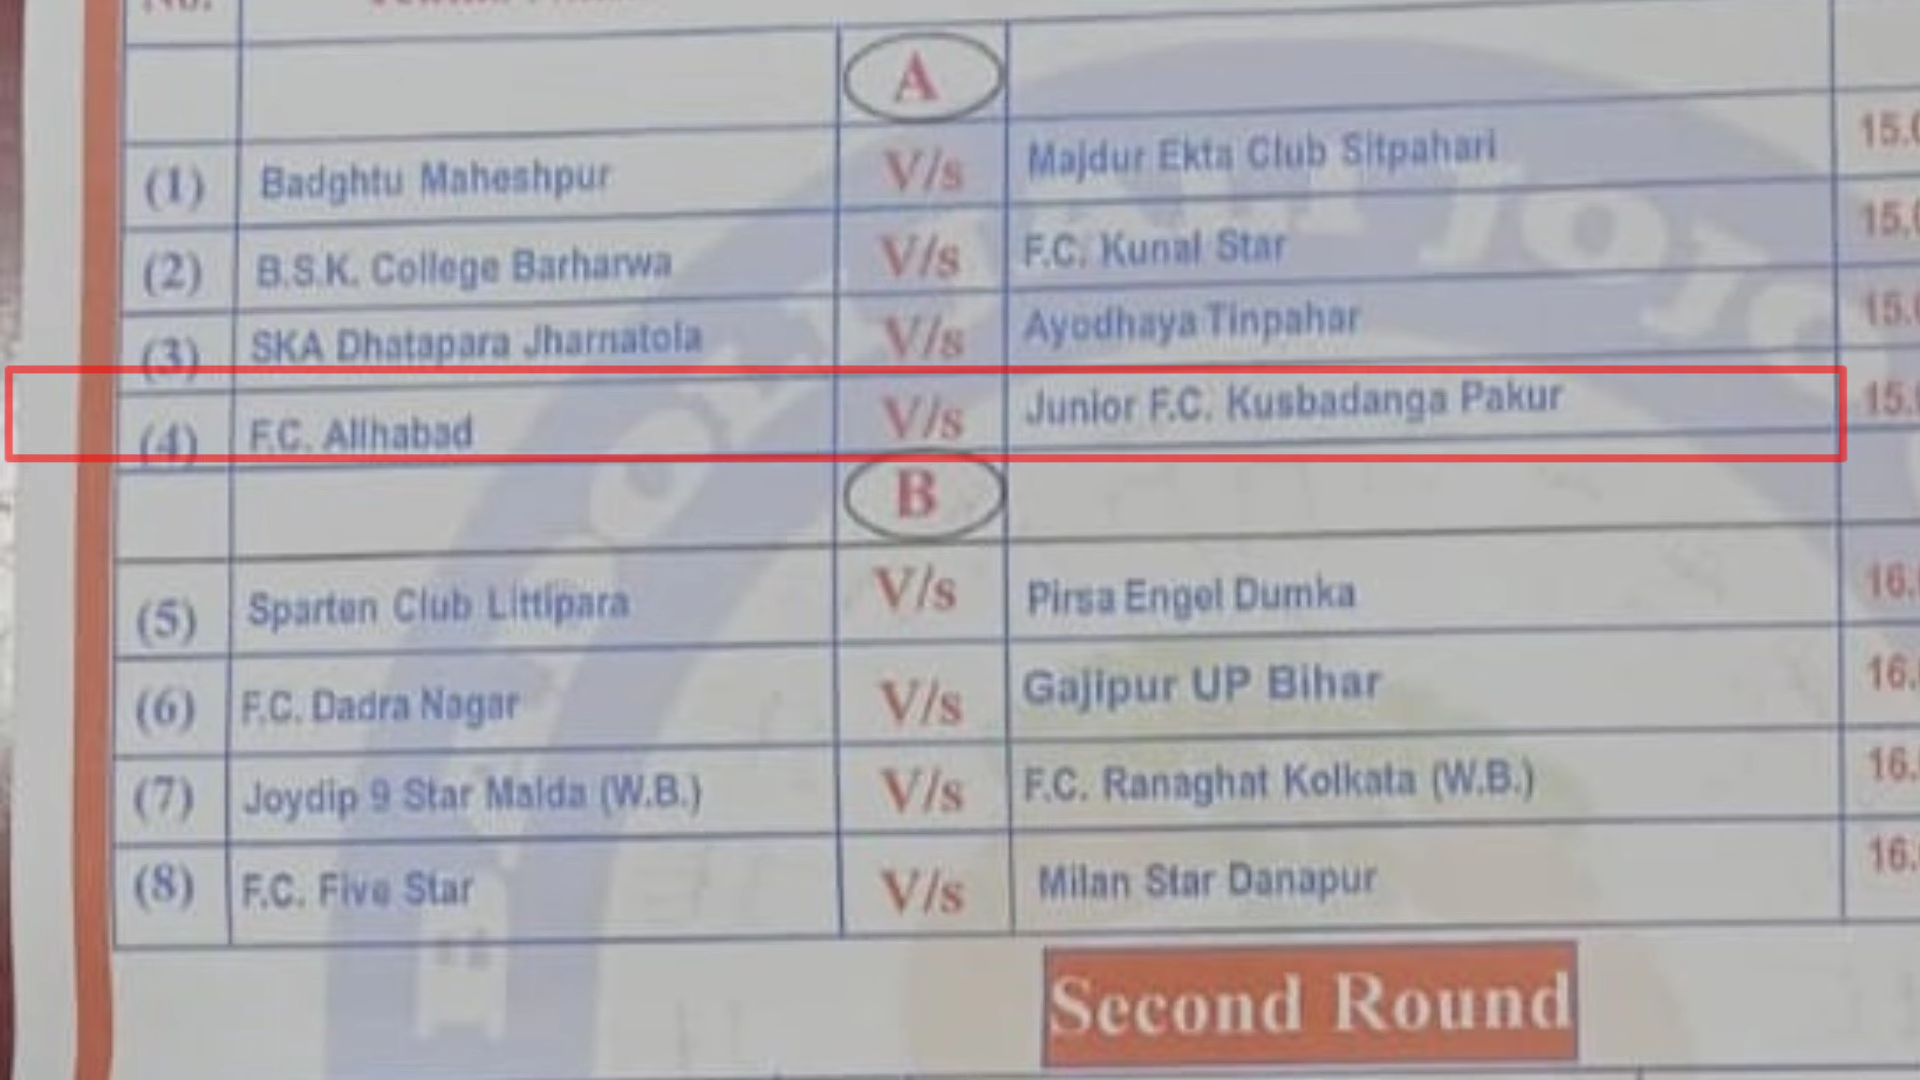 No.
A
(1) Badghtu Maheshpur V/s Majdur Ekta Club Sitpahari
(2) B.S.K. College Barharwa V/s F.C. Kunal Star
(3) SKA Dhatapara Jharnatola V/s Ayodhaya Tinpahar
(4) F.C. Alihabad V/s Junior F.C. Kusbadanga Pakur
B
(5) Sparten Club Littipara V/s Pirsa Engel Dumka
(6) F.C. Dadra Nagar V/s Gajipur UP Bihar
(7) Joydip 9 Star Malda (W.B.) V/s F.C. Ranaghat Kolkata (W.B.)
(8) F.C. Five Star V/s Milan Star Danapur
Second Round